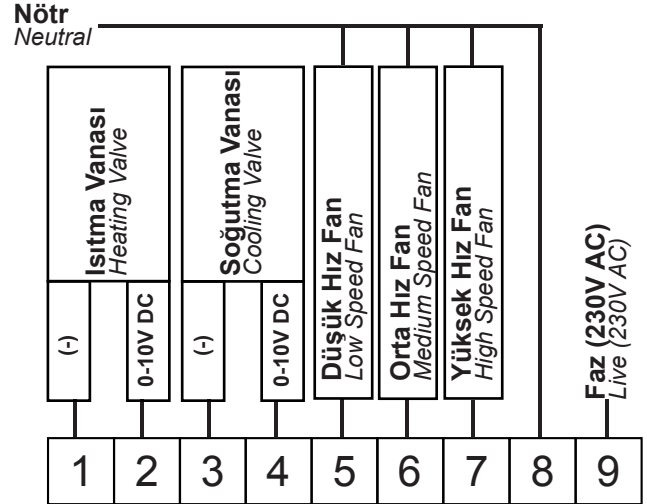 Nötr
Neutral
Isıtma Vanası
Heating Valve
(-)
0-10V DC
Soğutma Vanası
Cooling Valve
(-)
0-10V DC
Düşük Hız Fan
Low Speed Fan
Orta Hız Fan
Medium Speed Fan
Yüksek Hız Fan
High Speed Fan
Faz (230V AC)
Live (230V AC)
1 2 3 4 5 6 7 8 9